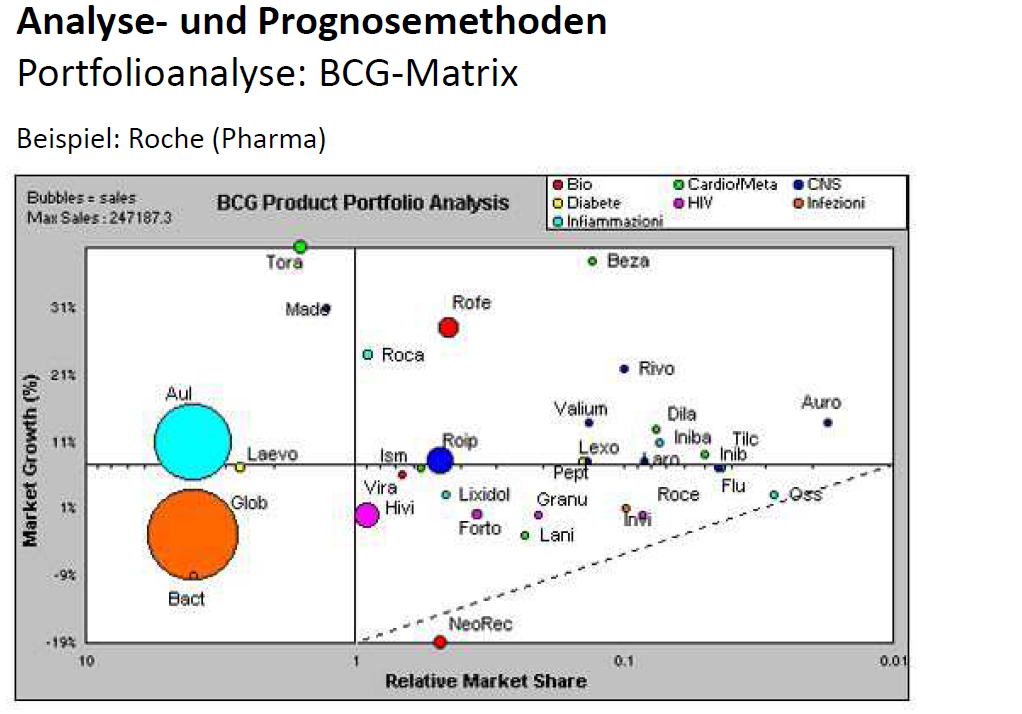 Analyse- und Prognosemethoden
Portfolioanalyse: BCG-Matrix
Beispiel: Roche (Pharma)
Bubbles = sales
Max Sales : 247187.3
BCG Product Portfolio Analysis
Bio
Cardio/Meta
CNS
Diabete
HIV
Infezioni
Infiammazioni
Tora
Beza
31%
Made
Rofe
Roca
21%
Rivo
Aul
Valium
Dila
Auro
11%
Laevo
Ism
Roip
Lexo
Iniba
Tilc
Pept
Inib
Flu
Vira
Glob
Hivi
Lixidol
Granu
Roce
1%
Forto
Lani
-9%
Bact
NeoRec
-19%
10
1
0.1
0.01
Market Growth (%)
Relative Market Share